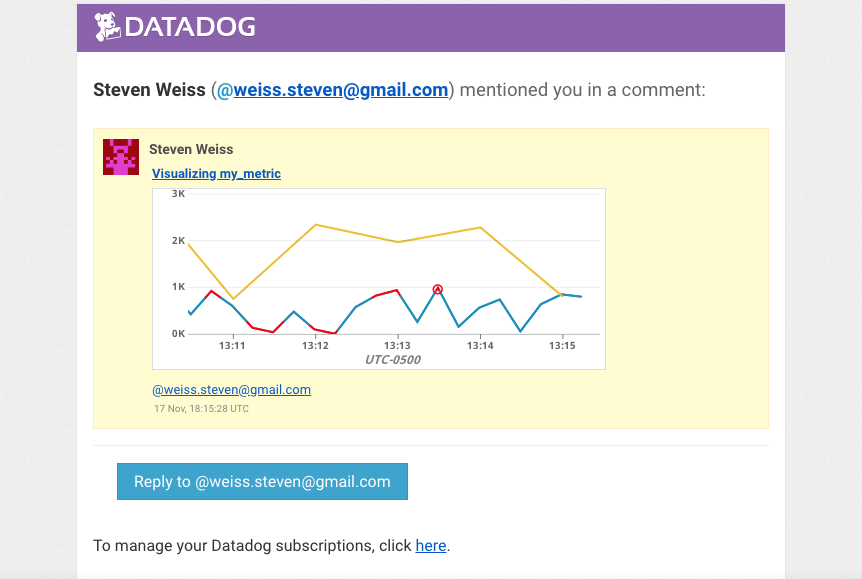 DATADOG
Steven Weiss (@weiss.steven@gmail.com) mentioned you in a comment:
Steven Weiss
Visualizing my_metric
3K
2K
1K
0K
13:11 13:12 13:13 13:14 13:15
UTC-0500
@weiss.steven@gmail.com
17 Nov, 18:15:28 UTC
Reply to @weiss.steven@gmail.com
To manage your Datadog subscriptions, click here.